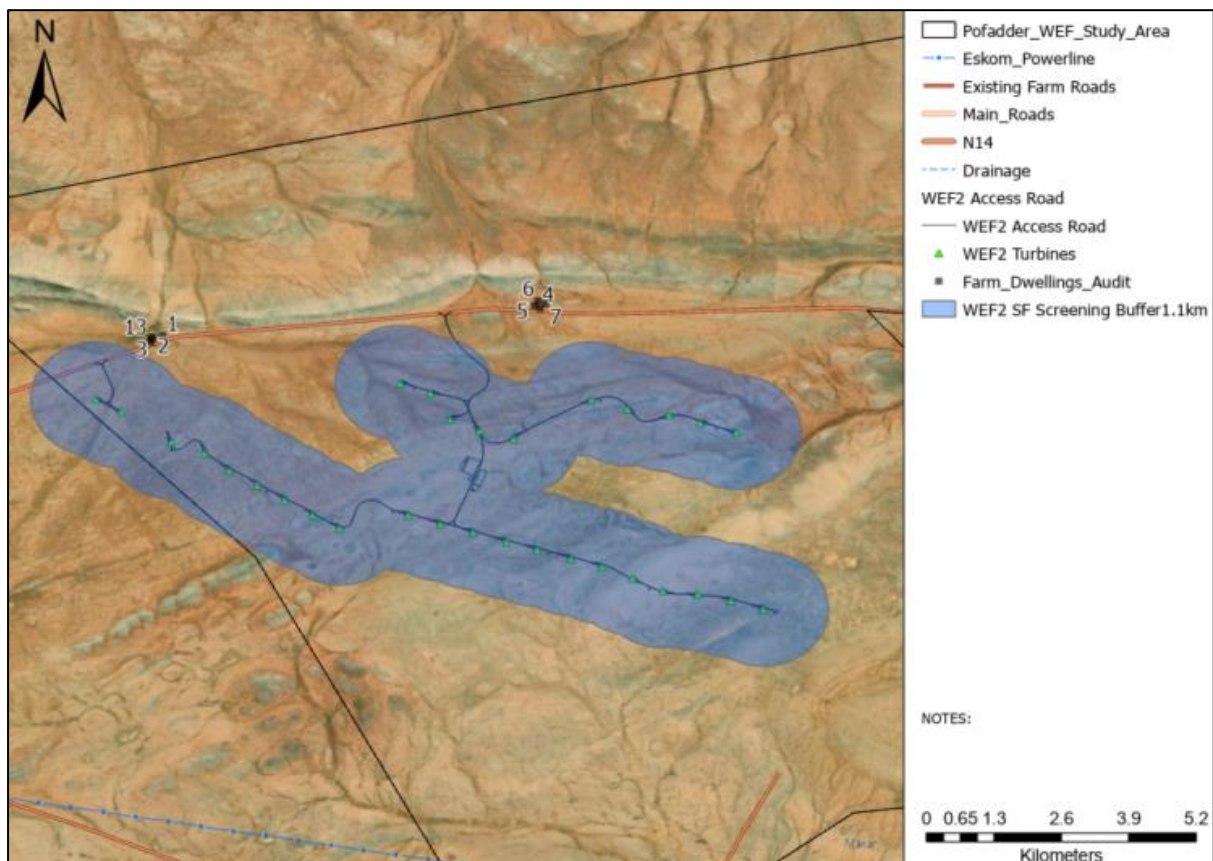 N
Pofadder_WEF_Study_Area
Eskom_Powerline
Existing Farm Roads
Main_Roads
N14
Drainage
WEF2 Access Road
WEF2 Access Road
WEF2 Turbines
Farm_Dwellings_Audit
WEF2 SF Screening Buffer1.1km
6 4
5 7
13 1
3 2
NOTES:
0 0.65 1.3 2.6 3.9 5.2
Kilometers